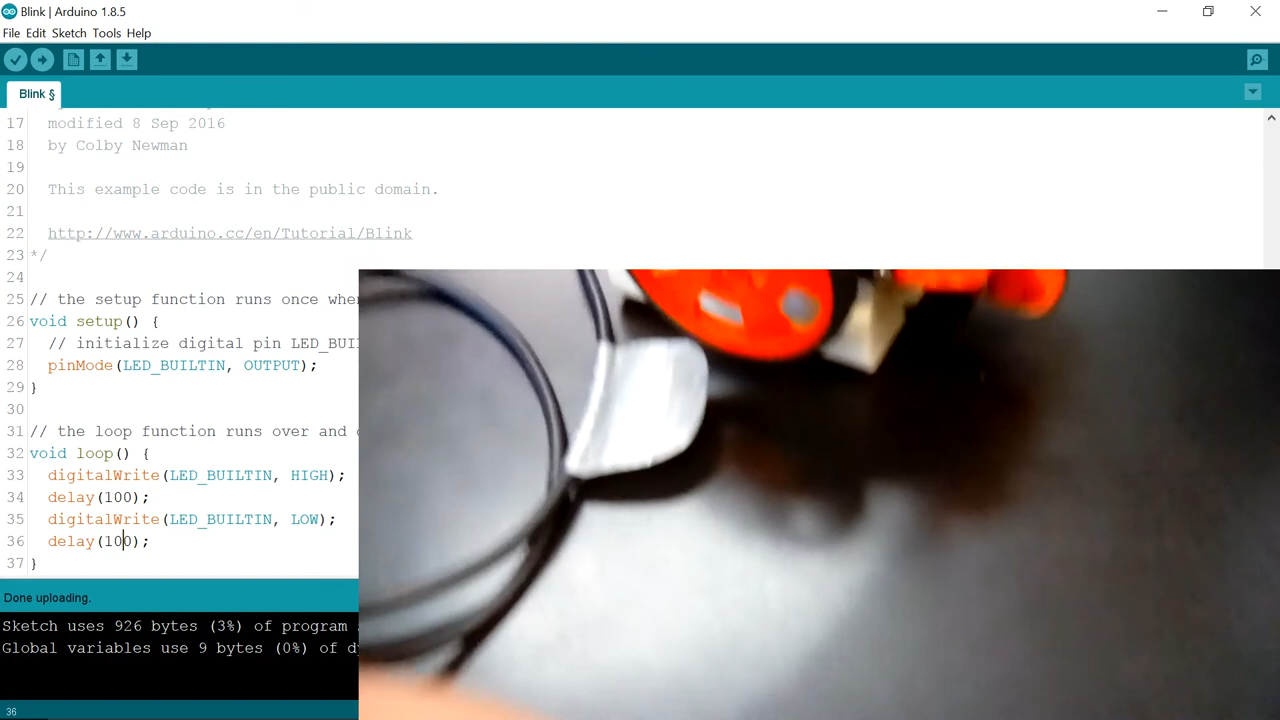 Blink | Arduino 1.8.5
File Edit Sketch Tools Help
Blink §
17 modified 8 Sep 2016
18 by Colby Newman
19
20 This example code is in the public domain.
21
22 http://www.arduino.cc/en/Tutorial/Blink
23 */
24
25 // the setup function runs once
26 void setup() {
27 // initialize digital pin
28 pinMode(LED_BUILTIN, OUTPUT);
29 }
30
31 // the loop function runs over and
32 void loop() {
33 digitalWrite(LED_BUILTIN, HIGH);
34 delay(100);
35 digitalWrite(LED_BUILTIN, LOW);
36 delay(100);
37 }
Done uploading.
Sketch uses 926 bytes (3%) of program
Global variables use 9 bytes (0%) of
36